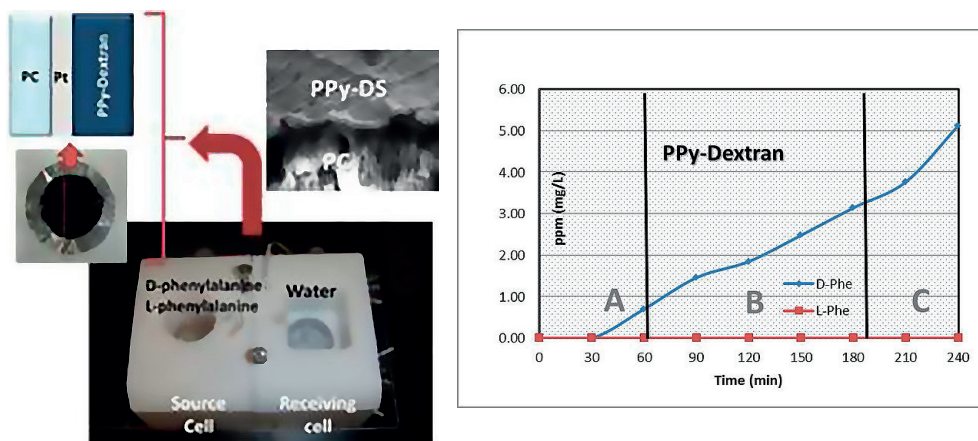 PC
Pt
PPy-Dextran
PPy-DS
PC
D-phenylalanine
L-phenylalanine
Water
Source
Cell
Receiving
cell
PPy-Dextran
ppm (mg/L)
6.00
5.00
4.00
3.00
2.00
1.00
0.00
A
B
C
D-Phe
L-Phe
0 30 60 90 120 150 180 210 240
Time (min)